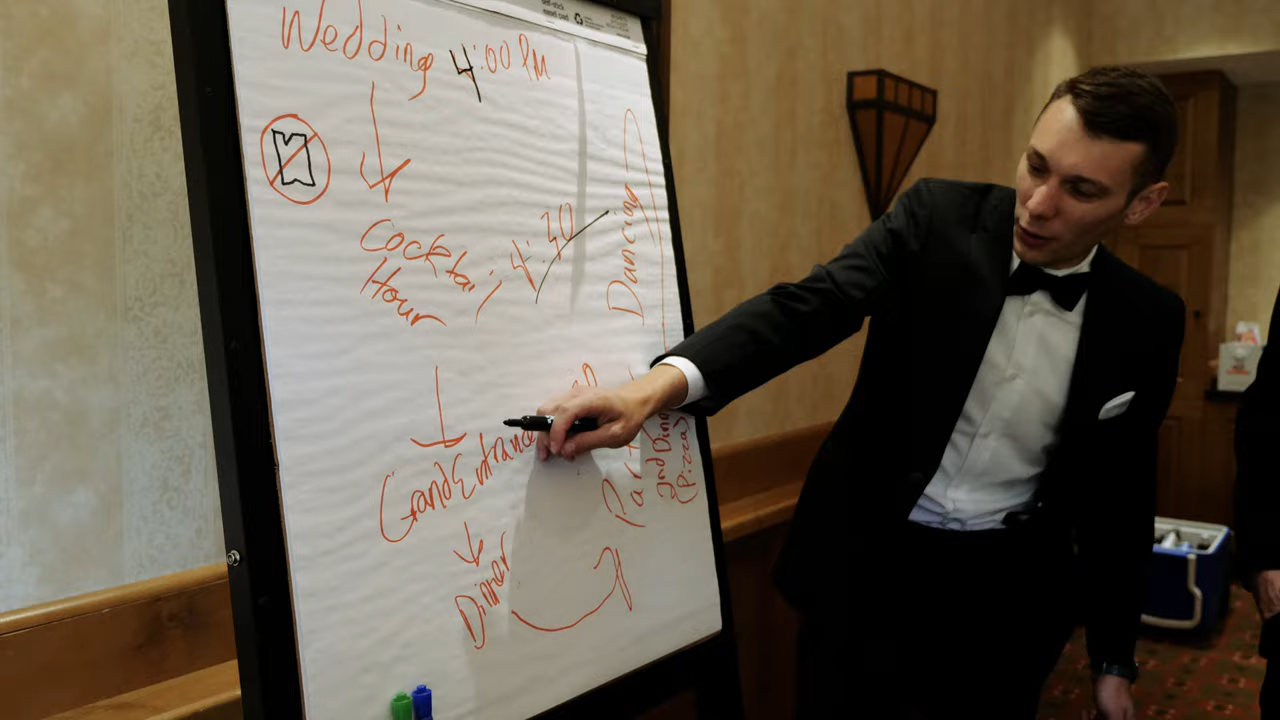 Wedding 4:00 PM
Cocktail 4:30
Hour
Grand Entrance
Dinner
Party
2nd Dinner
(Pizza)
Dancing